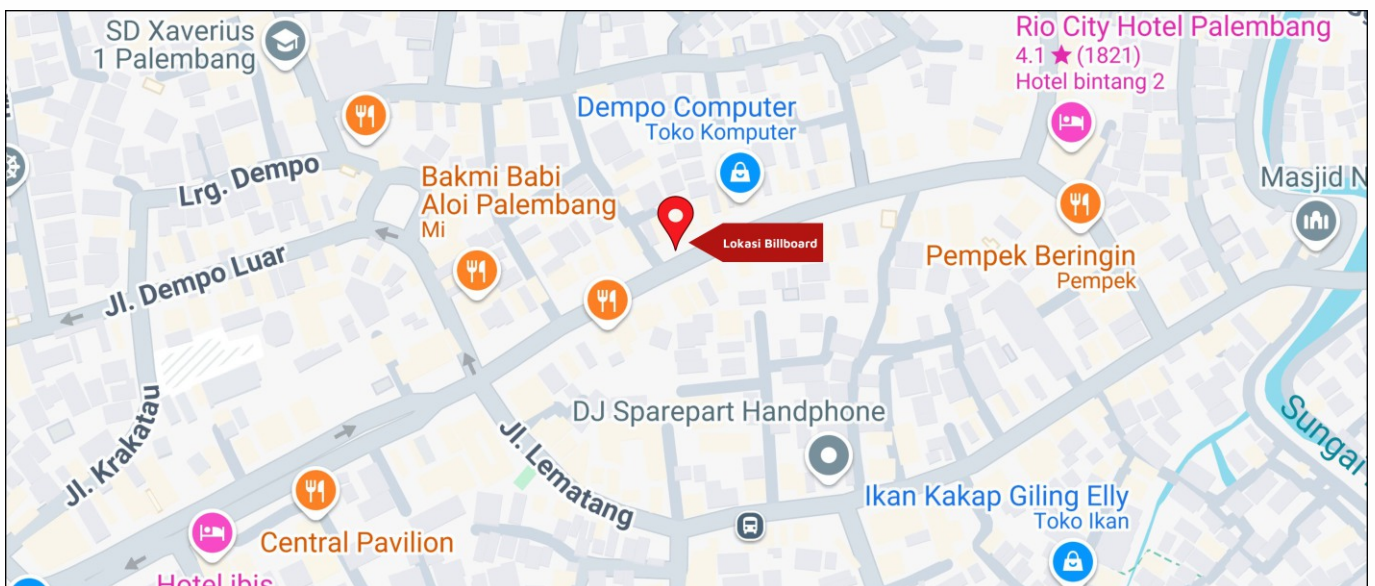 SD Xaverius
1 Palembang
Rio City Hotel Palembang
4.1 ★ (1821)
Hotel bintang 2
Dempo Computer
Toko Komputer
Lrg. Dempo
Bakmi Babi
Aloi Palembang
Mi
Masjid N
Lokasi Billboard
Jl. Dempo Luar
Pempek Beringin
Pempek
Jl. Krakatau
DJ Sparepart Handphone
Jl. Lematang
Sungai
Ikan Kakap Giling Elly
Toko Ikan
Central Pavilion
Hotel ibis